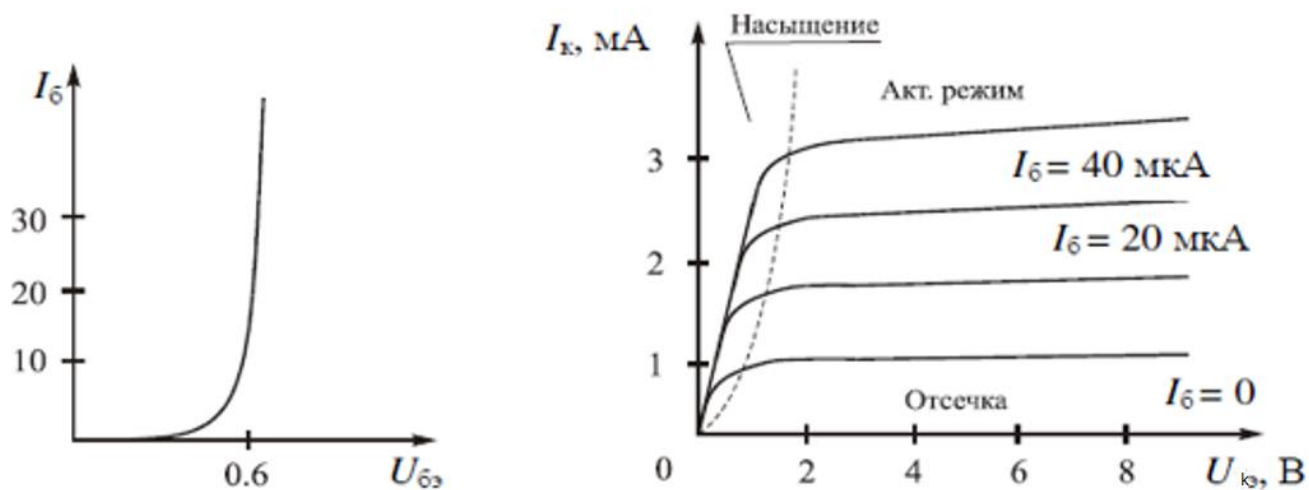 Iб
30
20
10
0.6
Uбэ
Iк, мА
Насыщение
Акт. режим
3
Iб = 40 мкА
Iб = 20 мкА
2
1
Отсечка
Iб = 0
0
2
4
6
8
Uкэ, В